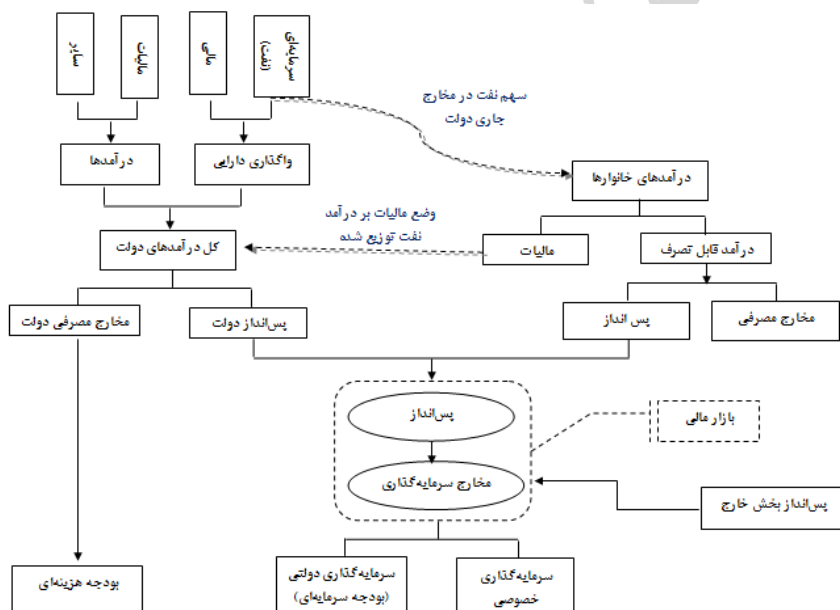 سرمایه‌ای
(نفت)
مالی
مالیات
سایر
سهم نفت در مخارج
جاری دولت
واگذاری دارایی
درآمدها
درآمدهای خانوارها
وضع مالیات بر درآمد
نفت توزیع شده
کل درآمدهای دولت
مالیات
درآمد قابل تصرف
مخارج مصرفی
پس انداز
پس‌انداز دولت
مخارج مصرفی دولت
پس‌انداز
بازار مالی
مخارج سرمایه‌گذاری
پس‌انداز بخش خارج
سرمایه‌گذاری
خصوصی
سرمایه‌گذاری دولتی
(بودجه سرمایه‌ای)
بودجه هزینه‌ای